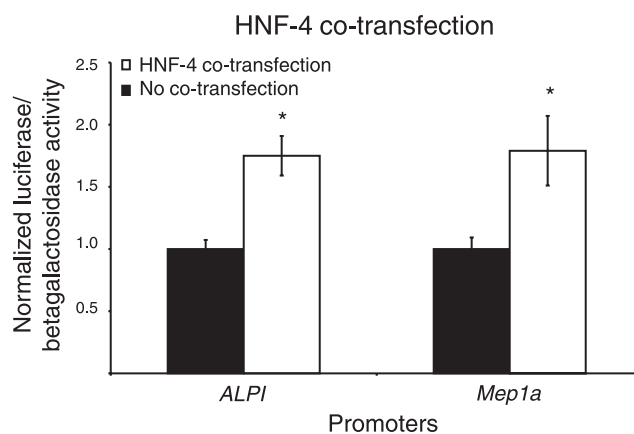 HNF-4 co-transfection
Normalized luciferase/
betagalactosidase activity
2.5
2.0
1.5
1.0
0.5
HNF-4 co-transfection
No co-transfection
*
*
ALPI
Mep1a
Promoters